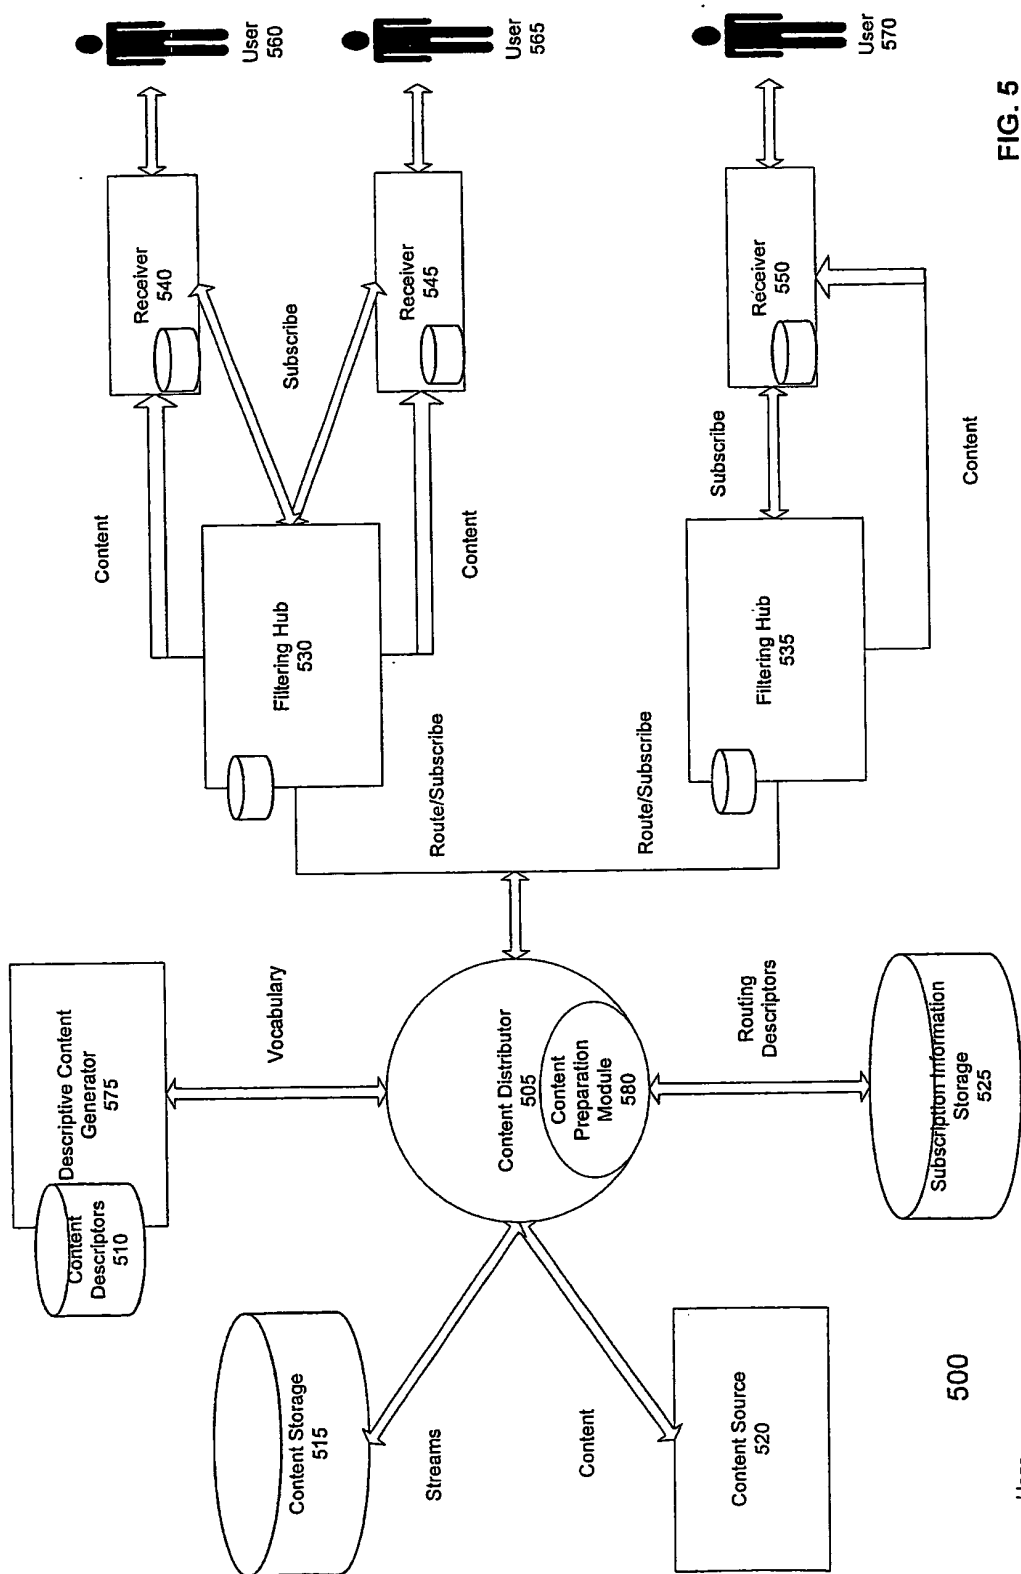 Descriptive Content
Generator
575
Content
Descriptors
510
Vocabulary
Content Storage
515
Streams
Content Source
520
Content
Content Distributor
505
Content
Preparation
Module
580
Routing
Descriptors
Subscription Information
Storage
525
Route/Subscribe
Route/Subscribe
Filtering Hub
530
Filtering Hub
535
Content
Subscribe
Content
Subscribe
Content
Receiver
540
Receiver
545
Receiver
550
User
560
User
565
User
570
500
FIG. 5